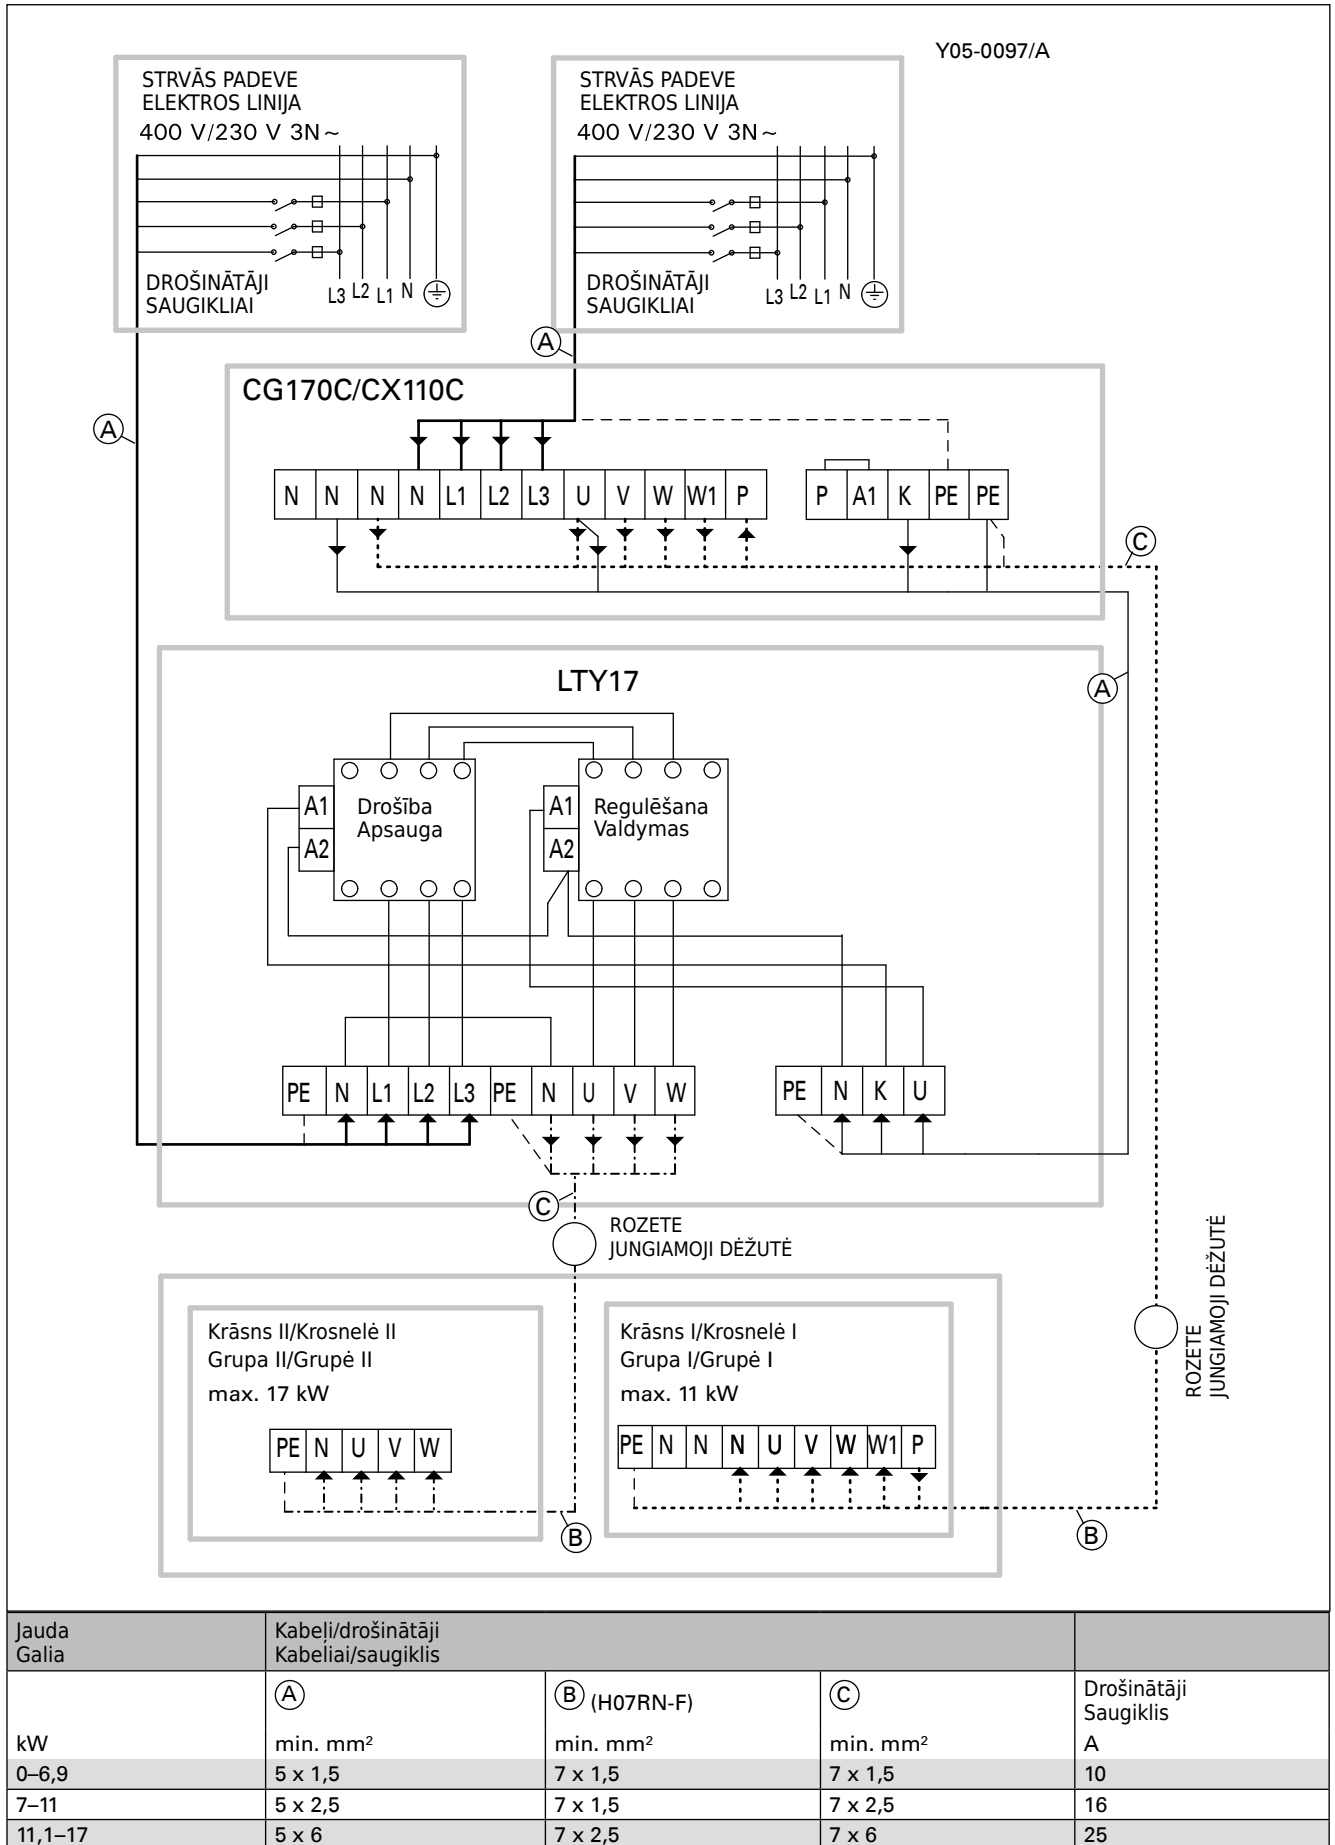 Y05-0097/A
STRVĀS PADEVE
ELEKTROS LINIJA
400 V/230 V 3N~
DROŠINĀTĀJI
SAUGIKLIAI
L3 L2 L1 N
STRVĀS PADEVE
ELEKTROS LINIJA
400 V/230 V 3N~
DROŠINĀTĀJI
SAUGIKLIAI
L3 L2 L1 N
A
A
CG170C/CX110C
N N N N L1 L2 L3 U V W W1 P
P A1 K PE PE
C
LTY17
A
A1
A2
Drošība
Apsauga
A1
A2
Regulēšana
Valdymas
PE N L1 L2 L3 PE N U V W
PE N K U
C
ROZETE
JUNGIAMOJI DĖŽUTĖ
ROZETE
JUNGIAMOJI DĖŽUTĖ
Krāsns II/Krosnelė II
Grupa II/Grupė II
max. 17 kW
PE N U V W
B
Krāsns I/Krosnelė I
Grupa I/Grupė I
max. 11 kW
PE N N N U V W W1 P
B
Jauda
Galia
Kabeļi/drošinātāji
Kabeliai/saugiklis
A
B (H07RN-F)
C
Drošinātāji
Saugiklis
kW min. mm² min. mm² min. mm² A
0–6,9 5 x 1,5 7 x 1,5 7 x 1,5 10
7–11 5 x 2,5 7 x 1,5 7 x 2,5 16
11,1–17 5 x 6 7 x 2,5 7 x 6 25